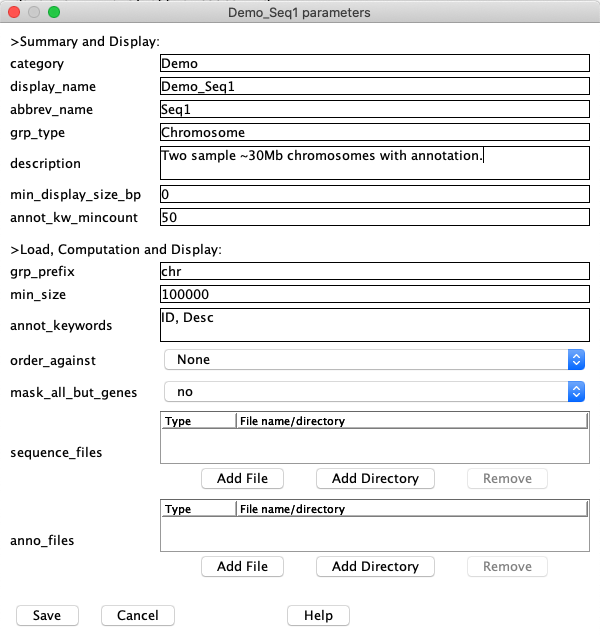 Demo_Seq1 parameters
>Summary and Display:
category Demo
display_name Demo_Seq1
abbrev_name Seq1
grp_type Chromosome
description Two sample ~30Mb chromosomes with annotation.
min_display_size_bp 0
annot_kw_mincount 50
>Load, Computation and Display:
grp_prefix chr
min_size 100000
annot_keywords ID, Desc
order_against None
mask_all_but_genes no
Type File name/directory
sequence_files
Add File Add Directory Remove
Type File name/directory
anno_files
Add File Add Directory Remove
Save Cancel Help